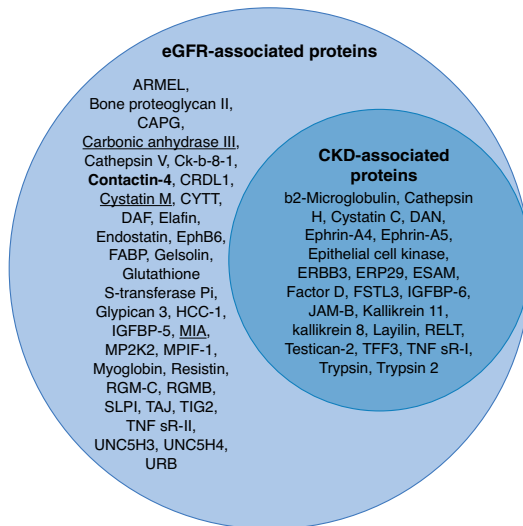 eGFR-associated proteins
ARMEL,
Bone proteoglycan II,
CAPG,
Carbonic anhydrase III,
Cathepsin V, Ck-b-8-1,
Contactin-4, CRDL1,
Cystatin M, CYTT,
DAF, Elafin,
Endostatin, EphB6,
FABP, Gelsolin,
Glutathione
S-transferase Pi,
Glypican 3, HCC-1,
IGFBP-5, MIA,
MP2K2, MPIF-1,
Myoglobin, Resistin,
RGM-C, RGMB,
SLPI, TAJ, TIG2,
TNF sR-II,
UNC5H3, UNC5H4,
URB
CKD-associated
proteins
b2-Microglobulin, Cathepsin
H, Cystatin C, DAN,
Ephrin-A4, Ephrin-A5,
Epithelial cell kinase,
ERBB3, ERP29, ESAM,
Factor D, FSTL3, IGFBP-6,
JAM-B, Kallikrein 11,
kallikrein 8, Layilin, RELT,
Testican-2, TFF3, TNF sR-I,
Trypsin, Trypsin 2